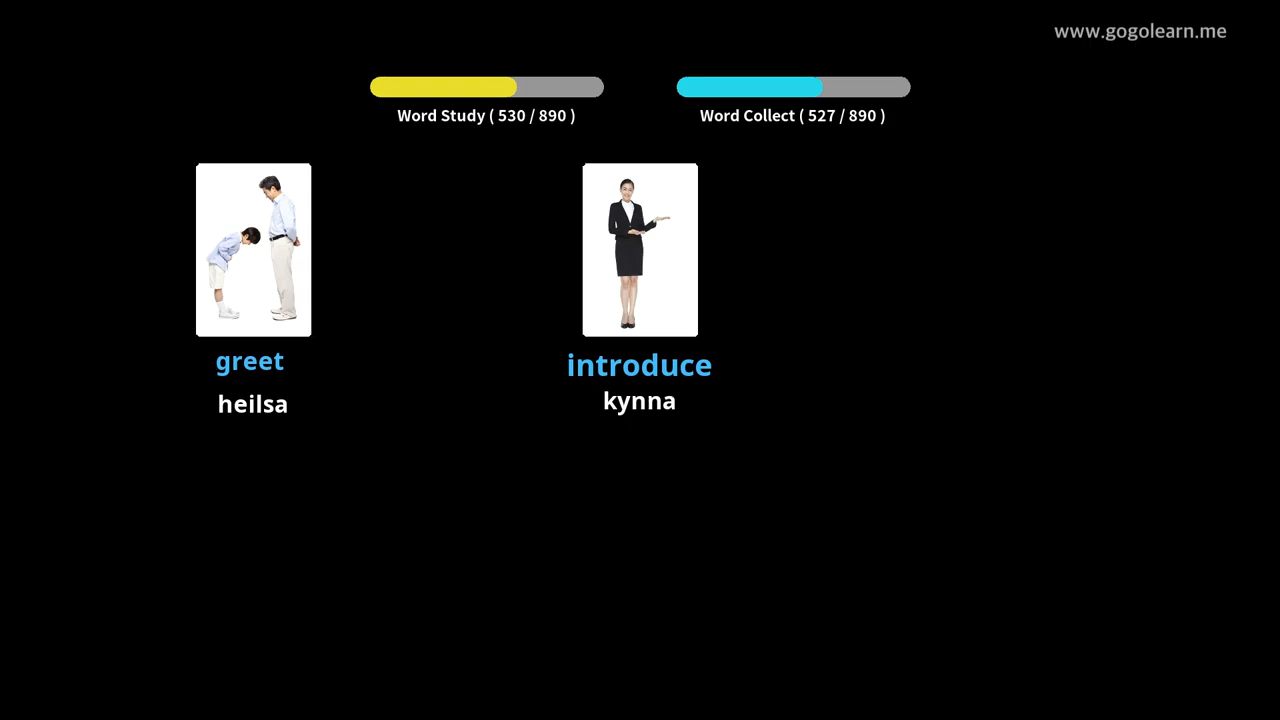 www.gogolearn.me
Word Study ( 530 / 890 )
Word Collect ( 527 / 890 )
greet
heilsa
introduce
kynna